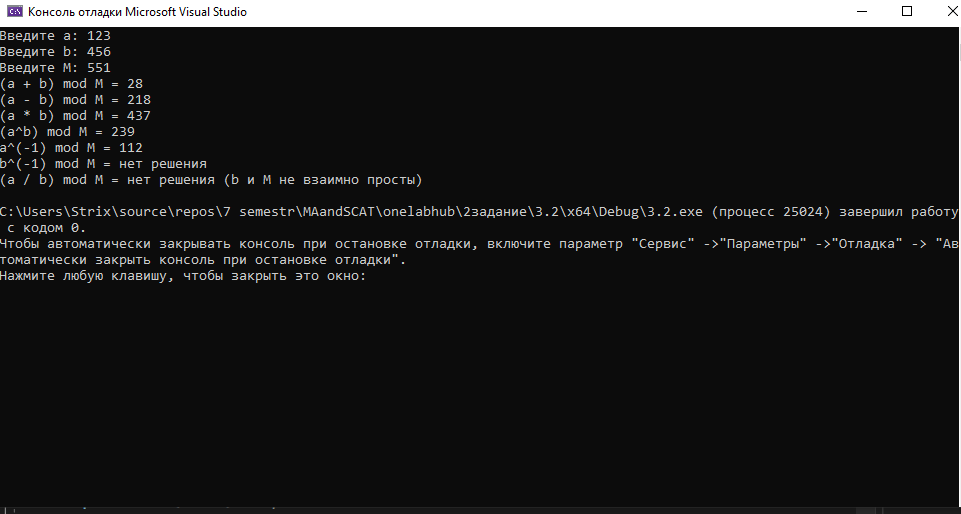 Консоль отладки Microsoft Visual Studio
Введите a: 123
Введите b: 456
Введите M: 551
(a + b) mod M = 28
(a - b) mod M = 218
(a * b) mod M = 437
(a^b) mod M = 239
a^(-1) mod M = 112
b^(-1) mod M = нет решения
(a / b) mod M = нет решения (b и M не взаимно просты)
C:\Users\Strix\source\repos\7 semestr\MAandSCAT\onelabhub\2задание\3.2\x64\Debug\3.2.exe (процесс 25024) завершил работу
с кодом 0.
Чтобы автоматически закрывать консоль при остановке отладки, включите параметр "Сервис" ->"Параметры" ->"Отладка" -> "Ав
томатически закрыть консоль при остановке отладки".
Нажмите любую клавишу, чтобы закрыть это окно: